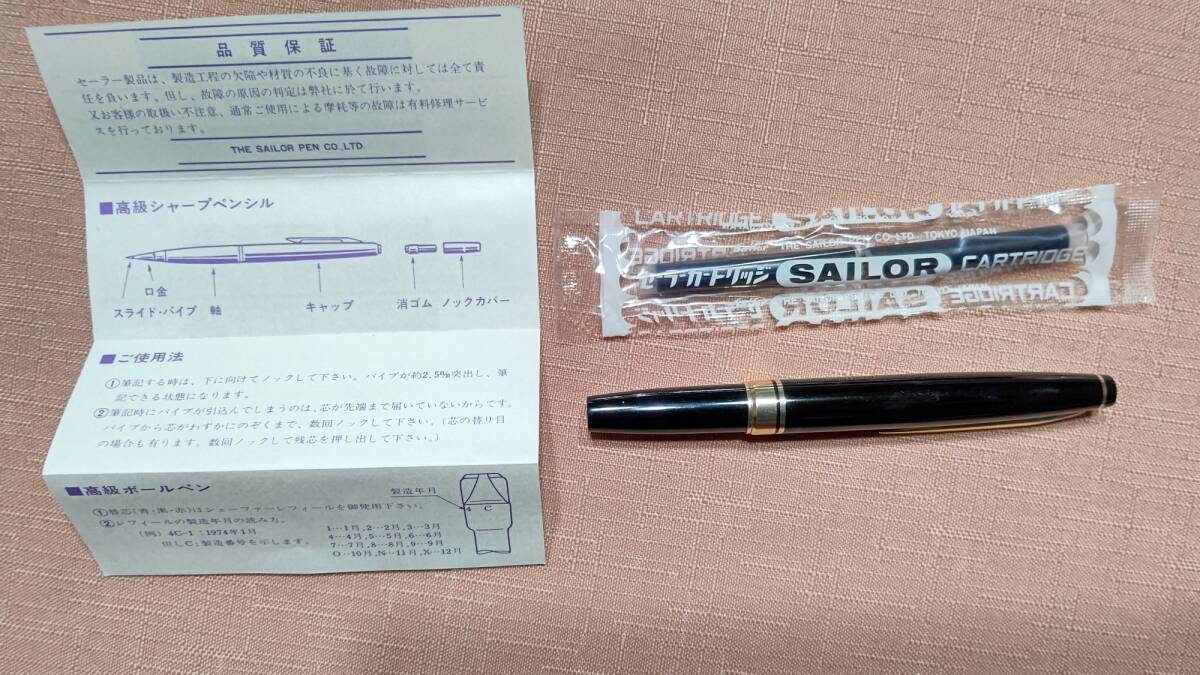 品質保証
セーラー製品は、製造工程の欠陥や材質の不良に基く故障に対しては全て責
任を負います。但し、故障の原因の判定は弊社に於て行います。
又お客様の取扱い不注意、通常ご使用による摩耗等の故障は有料修理サービ
スを行っております。
THE SAILOR PEN CO.,LTD.
■高級シャープペンシル
口金
スライド・パイプ 軸 キャップ 消ゴム ノックカバー
■ご使用法
①筆記する時は、下に向けてノックして下さい。パイプが約2.5㎜突出し、筆
記できる状態になります。
②筆記時にパイプが引込んでしまうのは、芯が先端まで届いていないからです。
パイプから芯がわずかにのぞくまで、数回ノックして下さい。(芯の替り目
の場合も有ります。数回ノックして残芯を押し出して下さい。)
■高級ボールペン
製造年月
4 C
①替芯(青・黒・赤)はシェーファーレフィールを御使用下さい。
②レフィールの製造年月の読み方。
(例) 4C-1:1974年1月
但しC:製造番号を示します。
1…1月,2…2月,3…3月
4…4月,5…5月,6…6月
7…7月,8…8月,9…9月
O…10月,N…11月,X…12月
CARTRIDGE
THE SAILOR PEN CO., LTD., TOKYO, JAPAN
CARTRIDGE
セーラーカートリッジ SAILOR CARTRIDGE
SAILOR
CARTRIDGE